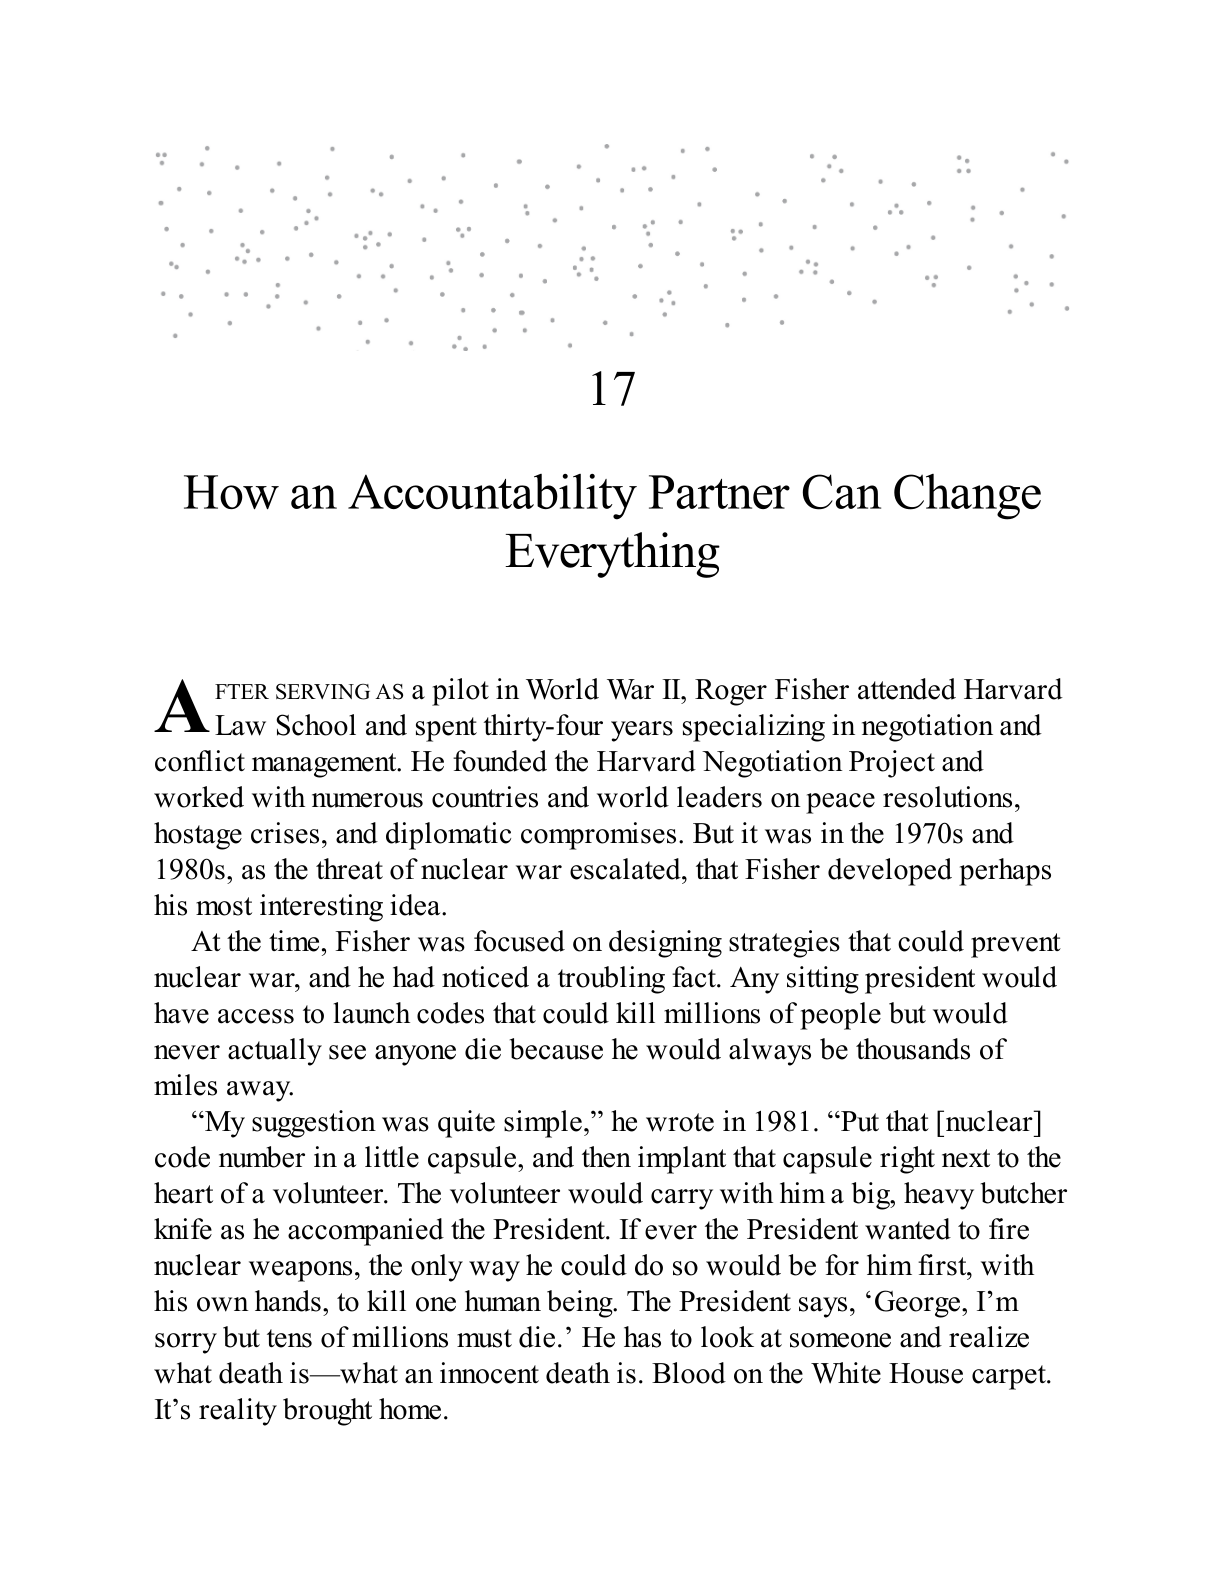 17
How an Accountability Partner Can Change
Everything
AFTER SERVING AS a pilot in World War II, Roger Fisher attended Harvard
Law School and spent thirty-four years specializing in negotiation and
conflict management. He founded the Harvard Negotiation Project and
worked with numerous countries and world leaders on peace resolutions,
hostage crises, and diplomatic compromises. But it was in the 1970s and
1980s, as the threat of nuclear war escalated, that Fisher developed perhaps
his most interesting idea.
At the time, Fisher was focused on designing strategies that could prevent
nuclear war, and he had noticed a troubling fact. Any sitting president would
have access to launch codes that could kill millions of people but would
never actually see anyone die because he would always be thousands of
miles away.
“My suggestion was quite simple,” he wrote in 1981. “Put that [nuclear]
code number in a little capsule, and then implant that capsule right next to the
heart of a volunteer. The volunteer would carry with him a big, heavy butcher
knife as he accompanied the President. If ever the President wanted to fire
nuclear weapons, the only way he could do so would be for him first, with
his own hands, to kill one human being. The President says, ‘George, I’m
sorry but tens of millions must die.’ He has to look at someone and realize
what death is—what an innocent death is. Blood on the White House carpet.
It’s reality brought home.